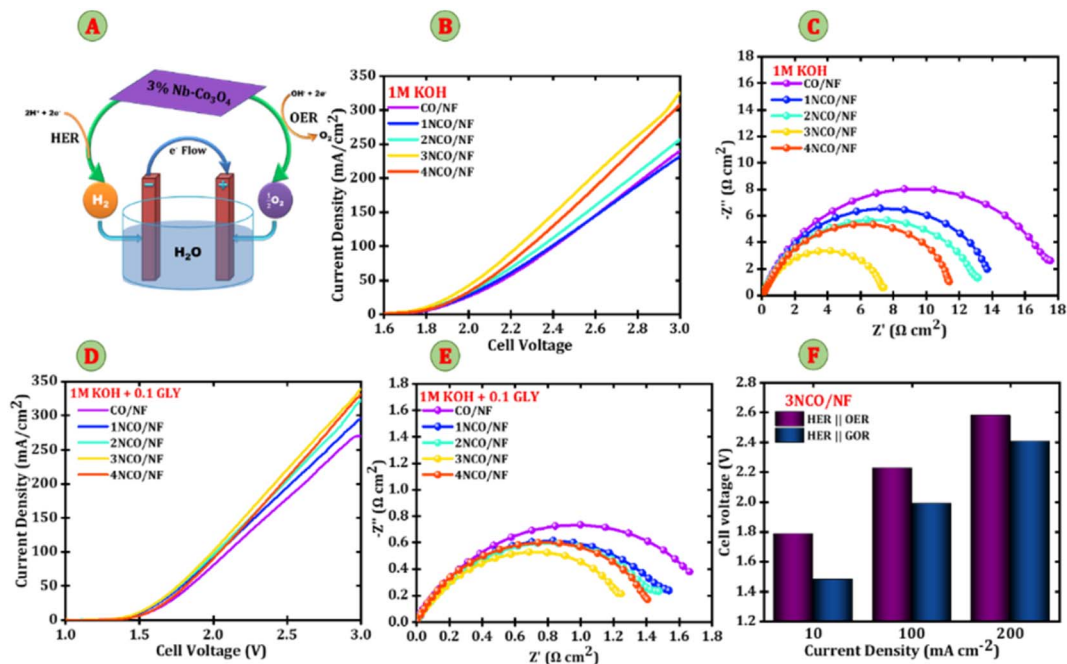 A
3% Nb-Co₃O₄
2H⁺ + 2e⁻
HER
OH⁻ + 2e⁻
OER
O₂
e⁻ Flow
H₂
½O₂
H₂O
B
1M KOH
CO/NF
1NCO/NF
2NCO/NF
3NCO/NF
4NCO/NF
Current Density (mA/cm²)
350
300
250
200
150
100
50
0
1.6 1.8 2.0 2.2 2.4 2.6 2.8 3.0
Cell Voltage
C
1M KOH
CO/NF
1NCO/NF
2NCO/NF
3NCO/NF
4NCO/NF
-Z'' (Ω cm²)
18
16
14
12
10
8
6
4
2
0
0 2 4 6 8 10 12 14 16 18
Z' (Ω cm²)
D
1M KOH + 0.1 GLY
CO/NF
1NCO/NF
2NCO/NF
3NCO/NF
4NCO/NF
Current Density (mA/cm²)
350
300
250
200
150
100
50
0
1.0 1.5 2.0 2.5 3.0
Cell Voltage (V)
E
1M KOH + 0.1 GLY
CO/NF
1NCO/NF
2NCO/NF
3NCO/NF
4NCO/NF
-Z'' (Ω cm²)
1.8
1.6
1.4
1.2
1.0
0.8
0.6
0.4
0.2
0.0
0.0 0.2 0.4 0.6 0.8 1.0 1.2 1.4 1.6 1.8
Z' (Ω cm²)
F
3NCO/NF
HER || OER
HER || GOR
Cell voltage (V)
2.8
2.6
2.4
2.2
2.0
1.8
1.6
1.4
1.2
10 100 200
Current Density (mA cm⁻²)